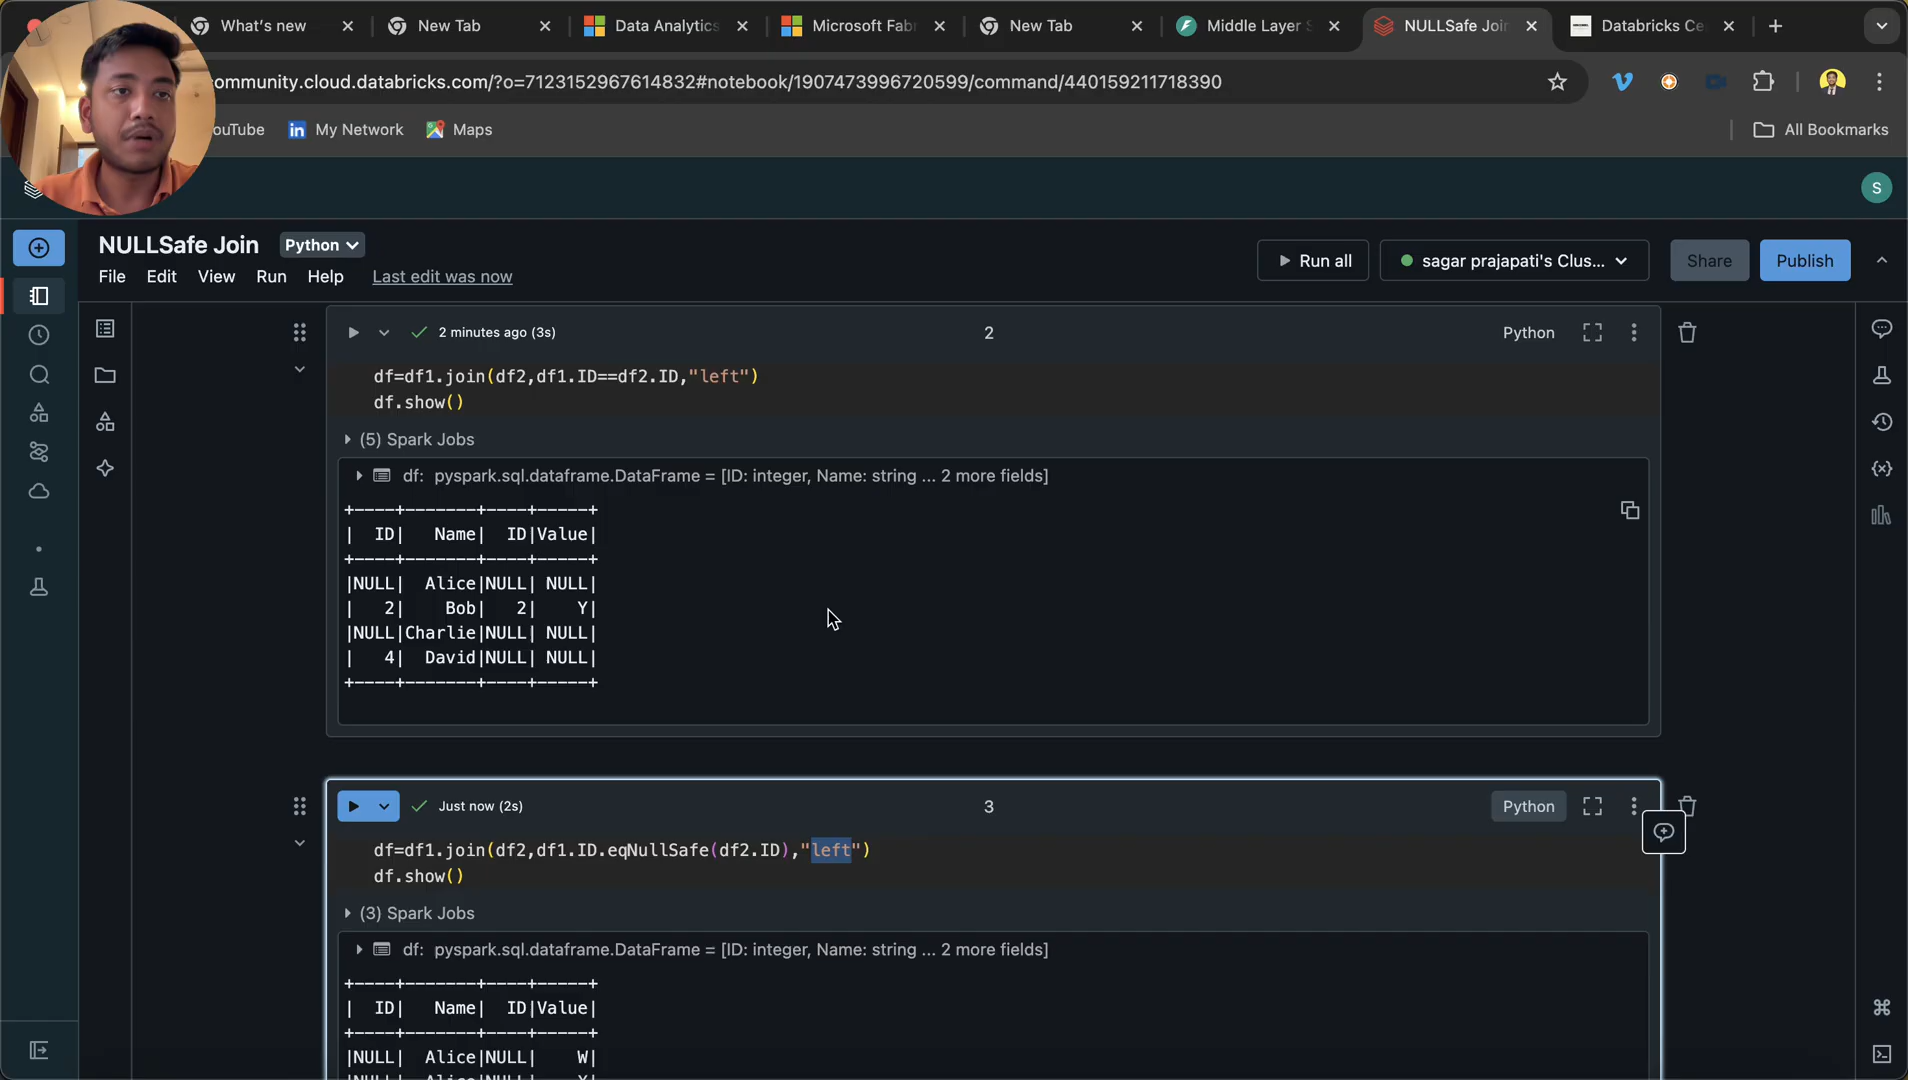 What's new
New Tab
Data Analytics
Microsoft Fab
New Tab
Middle Layer S
NULLSafe Join
Databricks Ce
ommunity.cloud.databricks.com/?o=7123152967614832#notebook/1907473996720599/command/440159211718390
ouTube
My Network
Maps
All Bookmarks
S
NULLSafe Join
Python
File Edit View Run Help Last edit was now
Run all
sagar prajapati's Clus...
Share
Publish
2 minutes ago (3s)
2
Python
df=df1.join(df2,df1.ID==df2.ID,"left")
df.show()
(5) Spark Jobs
df: pyspark.sql.dataframe.DataFrame = [ID: integer, Name: string ... 2 more fields]
+----+-------+----+-----+
|  ID|   Name|  ID|Value|
+----+-------+----+-----+
|NULL|  Alice|NULL| NULL|
|   2|    Bob|   2|    Y|
|NULL|Charlie|NULL| NULL|
|   4|  David|NULL| NULL|
+----+-------+----+-----+
Just now (2s)
3
Python
df=df1.join(df2,df1.ID.eqNullSafe(df2.ID),"left")
df.show()
(3) Spark Jobs
df: pyspark.sql.dataframe.DataFrame = [ID: integer, Name: string ... 2 more fields]
+----+-------+----+-----+
|  ID|   Name|  ID|Value|
+----+-------+----+-----+
|NULL|  Alice|NULL|    W|